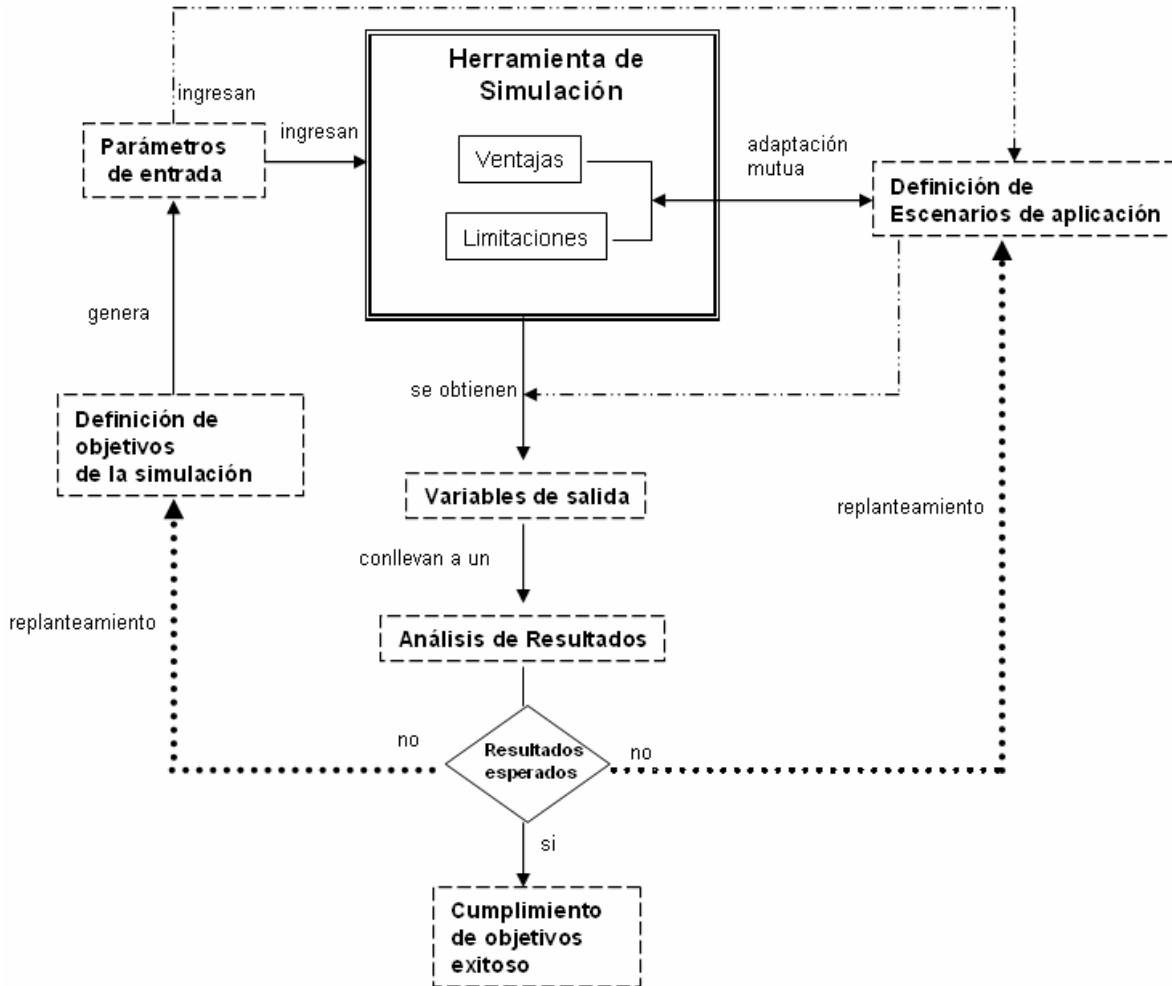 Herramienta de
Simulación
ingresan
ingresan
Parámetros
de entrada
Ventajas
Limitaciones
adaptación
mutua
Definición de
Escenarios de aplicación
genera
se obtienen
Definición de
objetivos
de la simulación
Variables de salida
replanteamiento
conllevan a un
replanteamiento
Análisis de Resultados
no
Resultados
esperados
no
si
Cumplimiento
de objetivos
exitoso